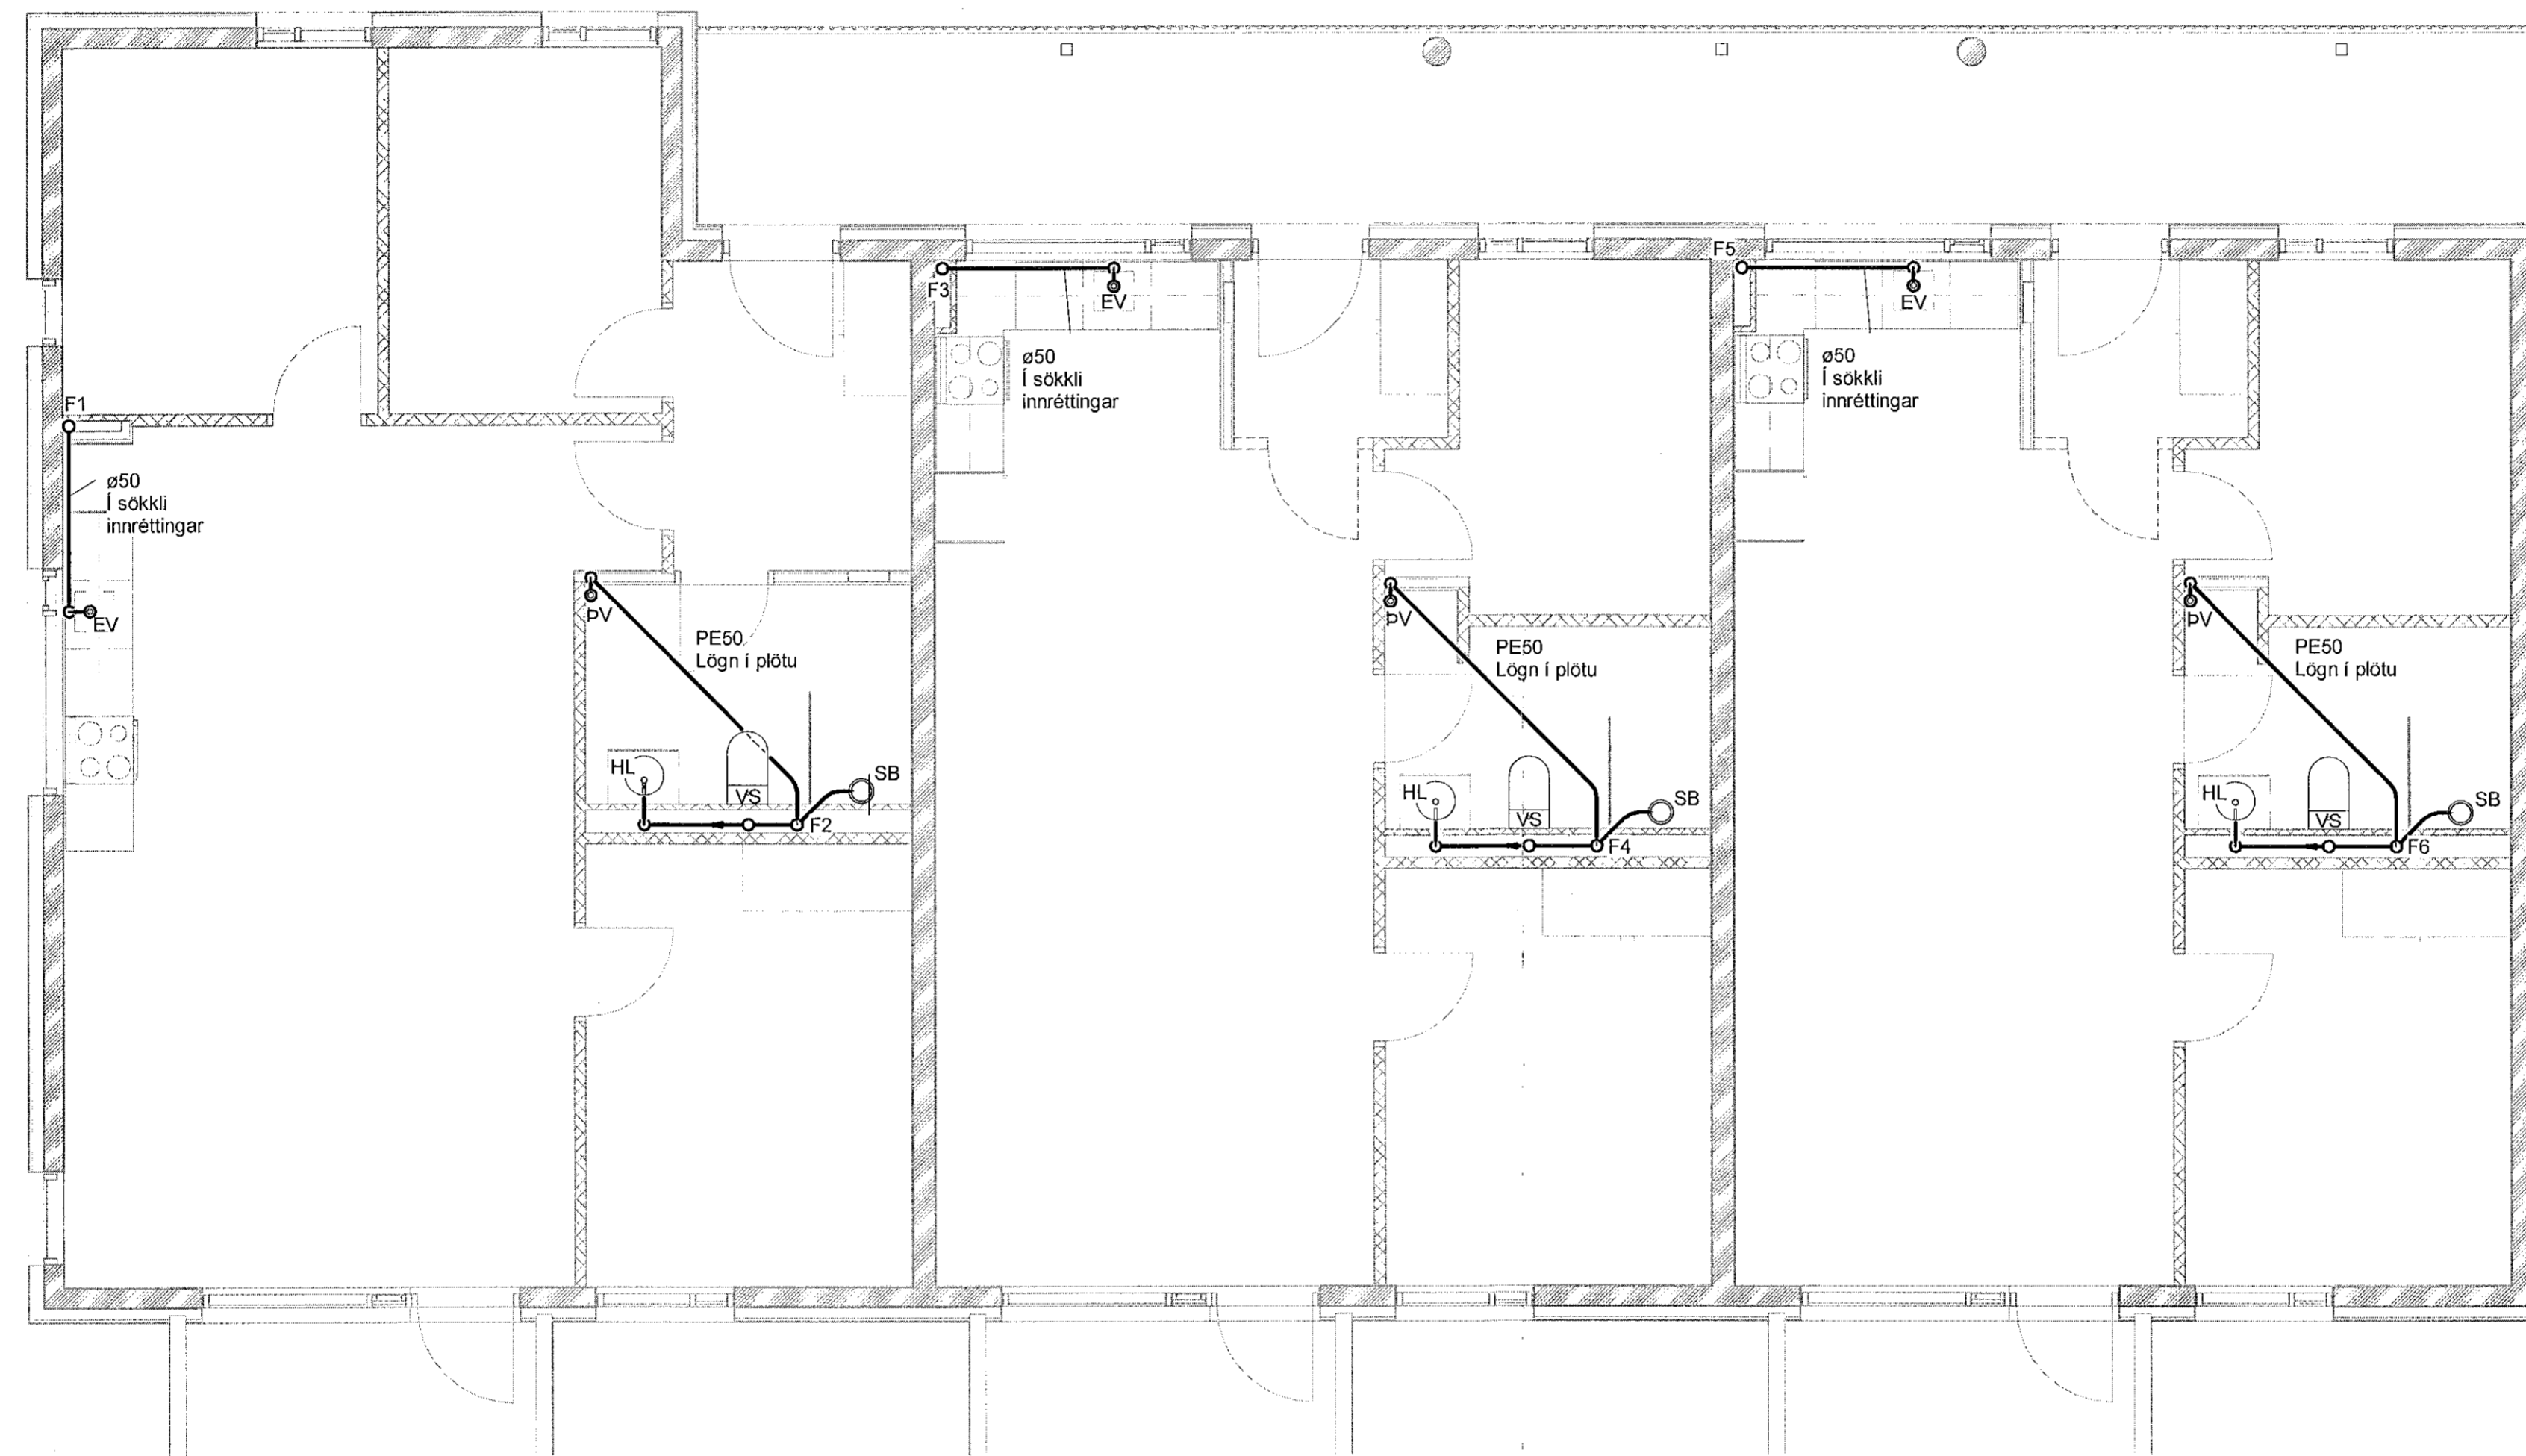 F5
F3
EV
EV
ø50
Í sökkli
innréttingar
ø50
Í sökkli
innréttingar
F1
ø50
Í sökkli
innréttingar
EV
ÞV
PE50
Lögn í plötu
ÞV
PE50
Lögn í plötu
ÞV
PE50
Lögn í plötu
HL
VS
SB
F2
HL
VS
SB
F4
HL
VS
SB
F6